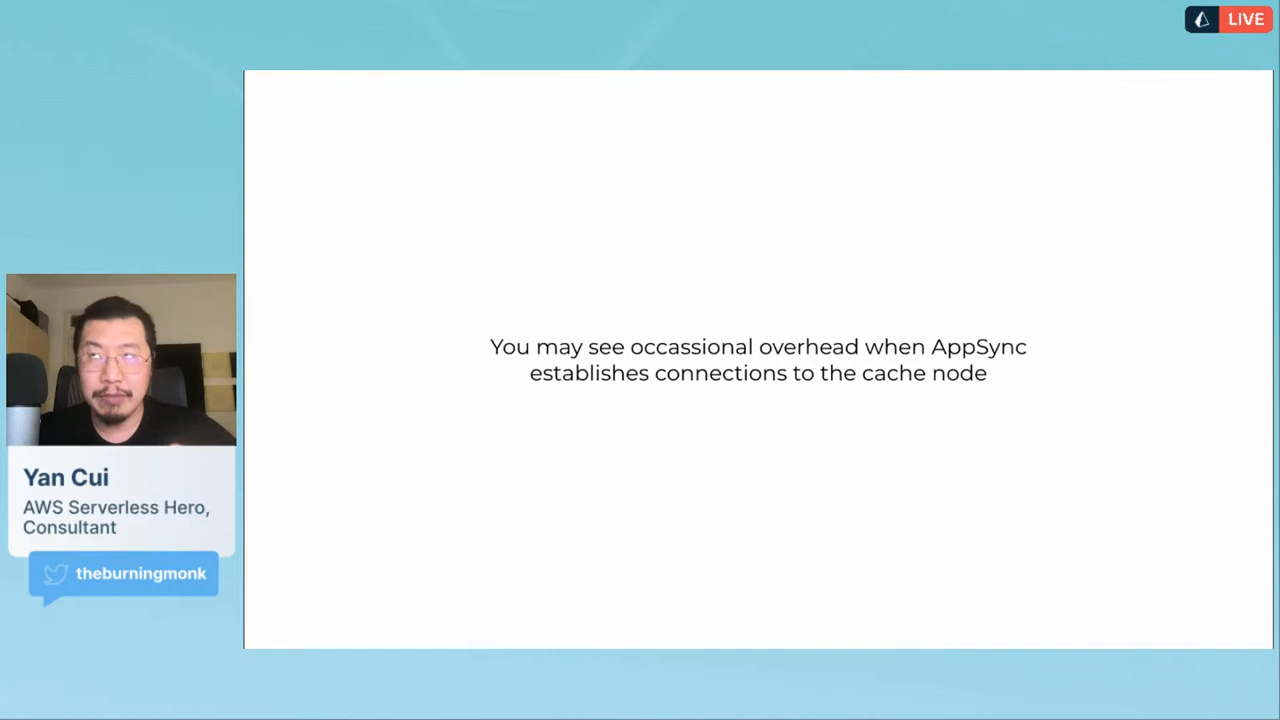 LIVE
You may see occassional overhead when AppSync
establishes connections to the cache node
Yan Cui
AWS Serverless Hero,
Consultant
theburningmonk